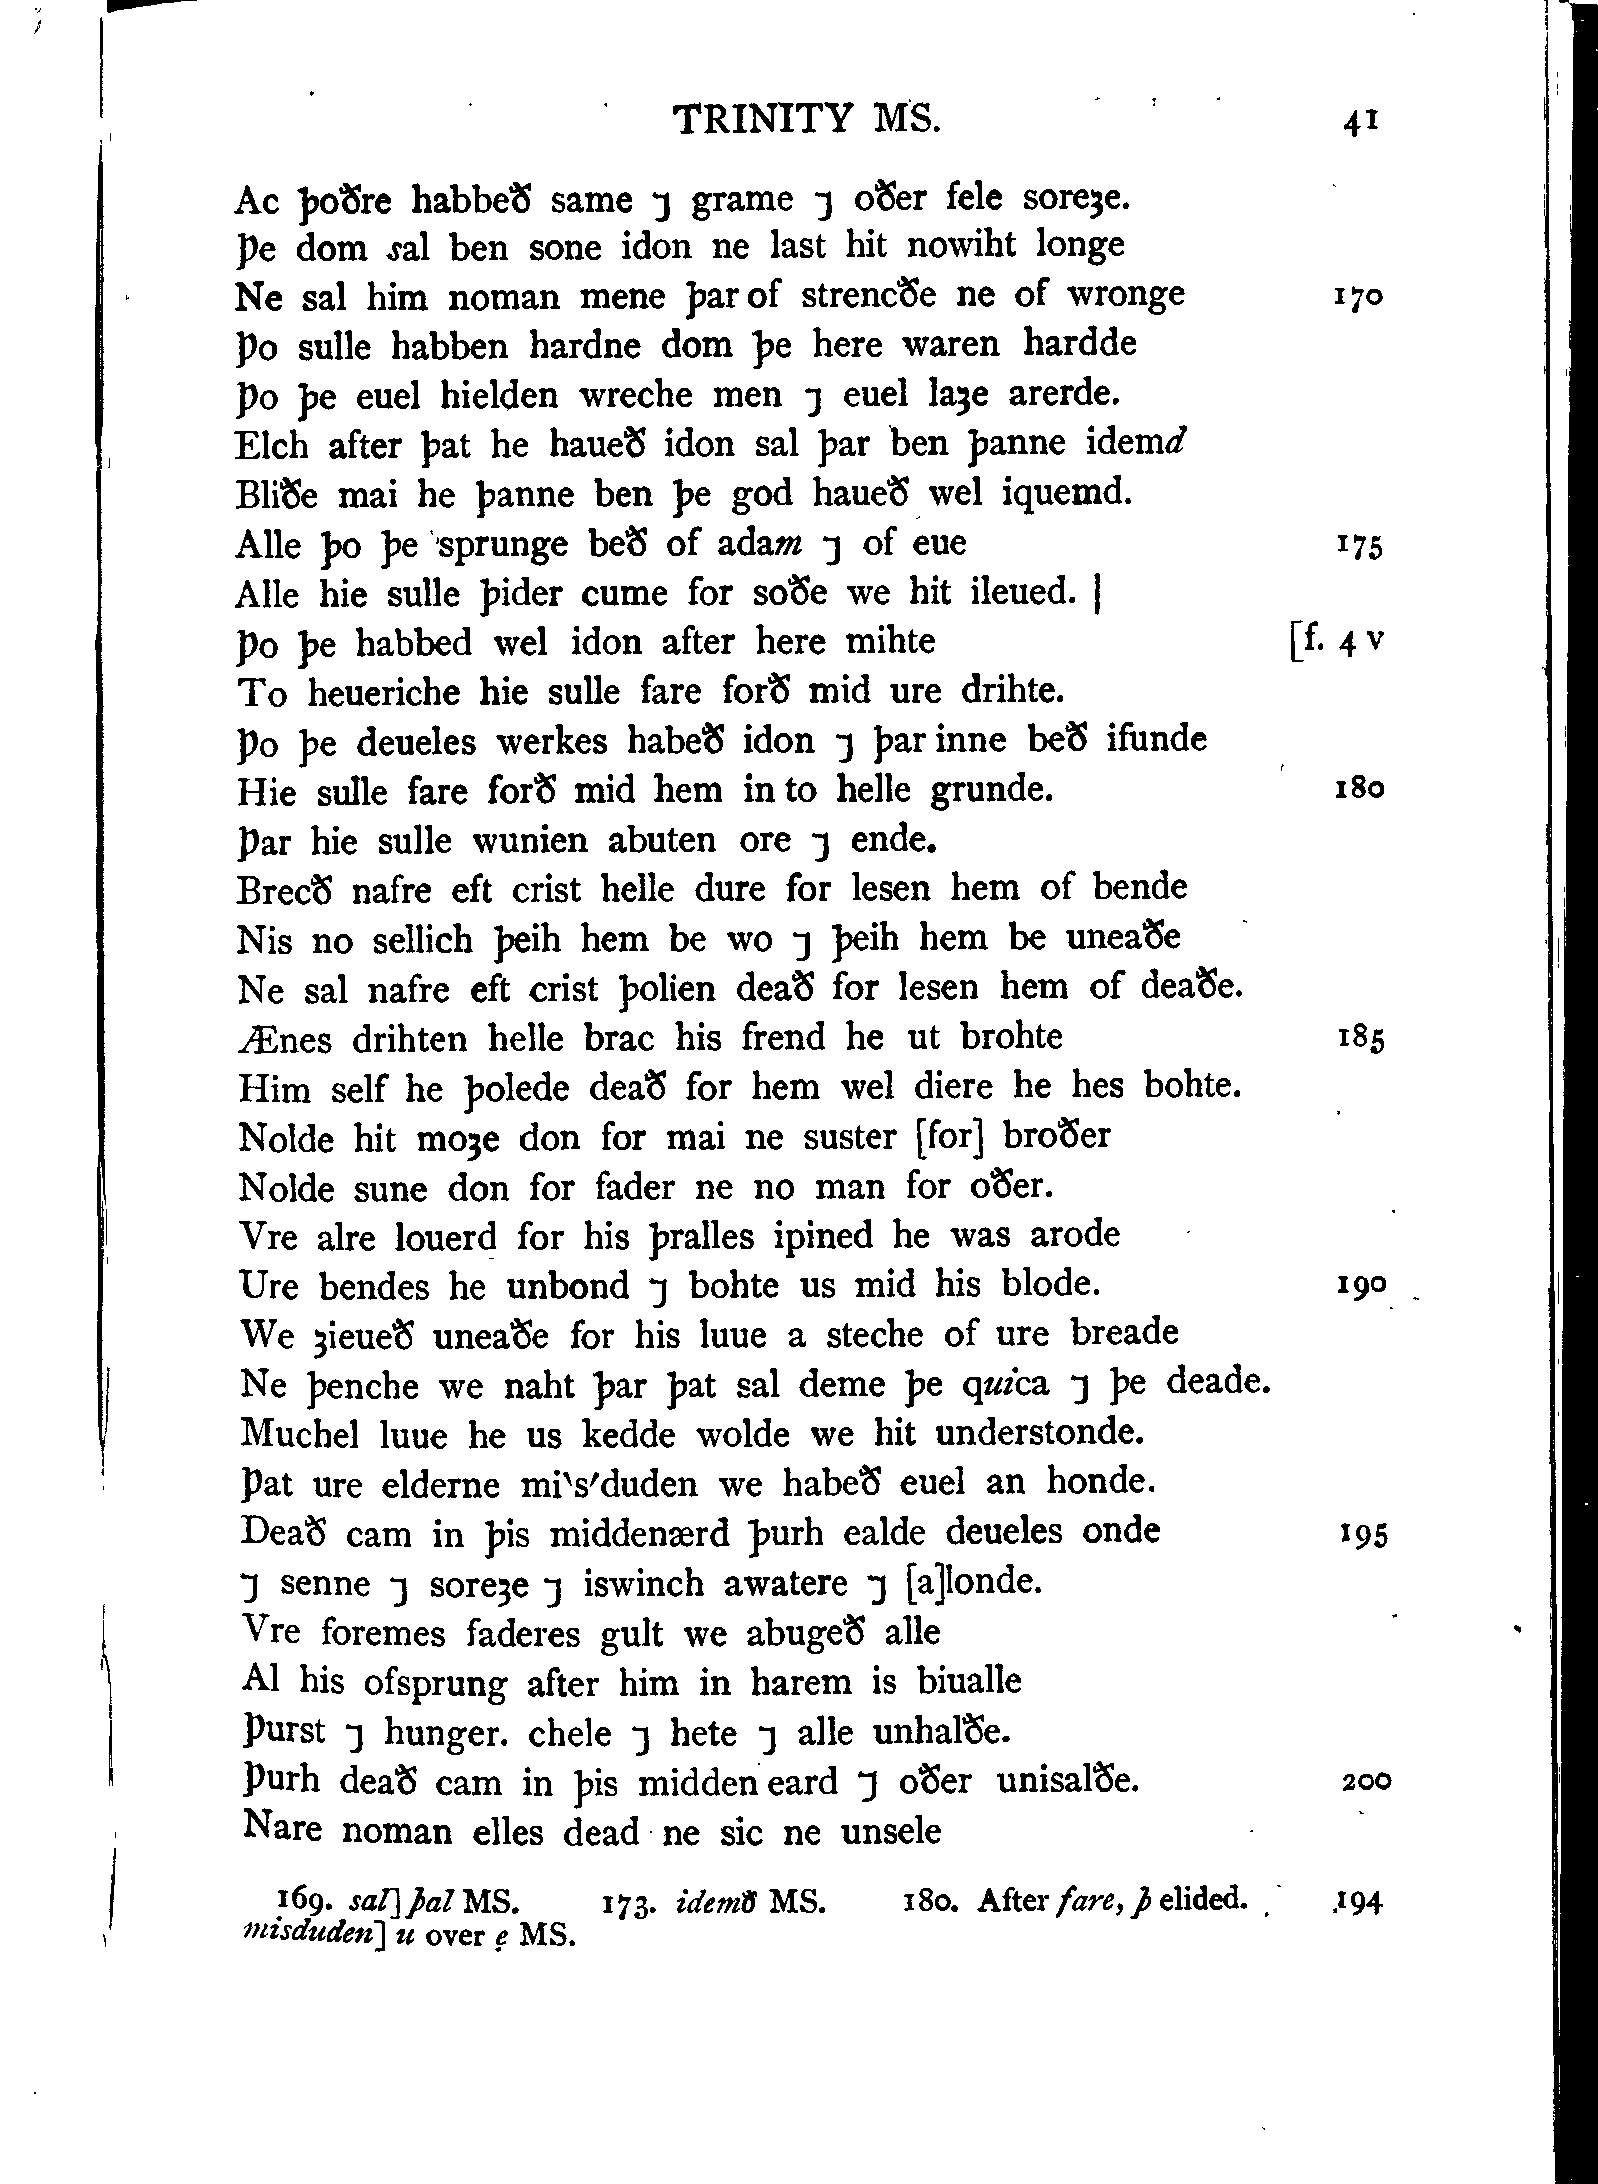 TRINITY MS. 41
Ac þoðre habbeð same ⁊ grame ⁊ oðer fele soreȝe.
Þe dom sal ben sone idon ne last hit nowiht longe
Ne sal him noman mene þar of strencðe ne of wronge 170
Þo sulle habben hardne dom þe here waren hardde
Þo þe euel hielden wreche men ⁊ euel laȝe arerde.
Elch after þat he haueð idon sal þar ben þanne idemd
Bliðe mai he þanne ben þe god haueð wel iquemd.
Alle þo þe sprunge beð of adam ⁊ of eue 175
Alle hie sulle þider cume for soðe we hit ileued. |
Þo þe habbed wel idon after here mihte [f. 4 v
To heueriche hie sulle fare forð mid ure drihte.
Þo þe deueles werkes habeð idon ⁊ þar inne beð ifunde
Hie sulle fare forð mid hem in to helle grunde. 180
Þar hie sulle wunien abuten ore ⁊ ende.
Brecð nafre eft crist helle dure for lesen hem of bende
Nis no sellich þeih hem be wo ⁊ þeih hem be uneaðe
Ne sal nafre eft crist þolien deað for lesen hem of deaðe.
Ænes drihten helle brac his frend he ut brohte 185
Him self he þolede deað for hem wel diere he hes bohte.
Nolde hit moȝe don for mai ne suster [for] broðer
Nolde sune don for fader ne no man for oðer.
Vre alre louerd for his þralles ipined he was arode
Ure bendes he unbond ⁊ bohte us mid his blode. 190
We ȝieueð uneaðe for his luue a steche of ure breade
Ne þenche we naht þar þat sal deme þe quica ⁊ þe deade.
Muchel luue he us kedde wolde we hit understonde.
Þat ure elderne mi‵s′duden we habeð euel an honde.
Deað cam in þis middenærd þurh ealde deueles onde 195
⁊ senne ⁊ soreȝe ⁊ iswinch awatere ⁊ [a]londe.
Vre foremes faderes gult we abugeð alle
Al his ofsprung after him in harem is biualle
Þurst ⁊ hunger. chele ⁊ hete ⁊ alle unhalðe.
Þurh deað cam in þis midden eard ⁊ oðer unisalðe. 200
Nare noman elles dead ne sic ne unsele
169. sal] þal MS. 173. idemð MS. 180. After fare, þ elided. 194
misduden] u over ẹ MS.